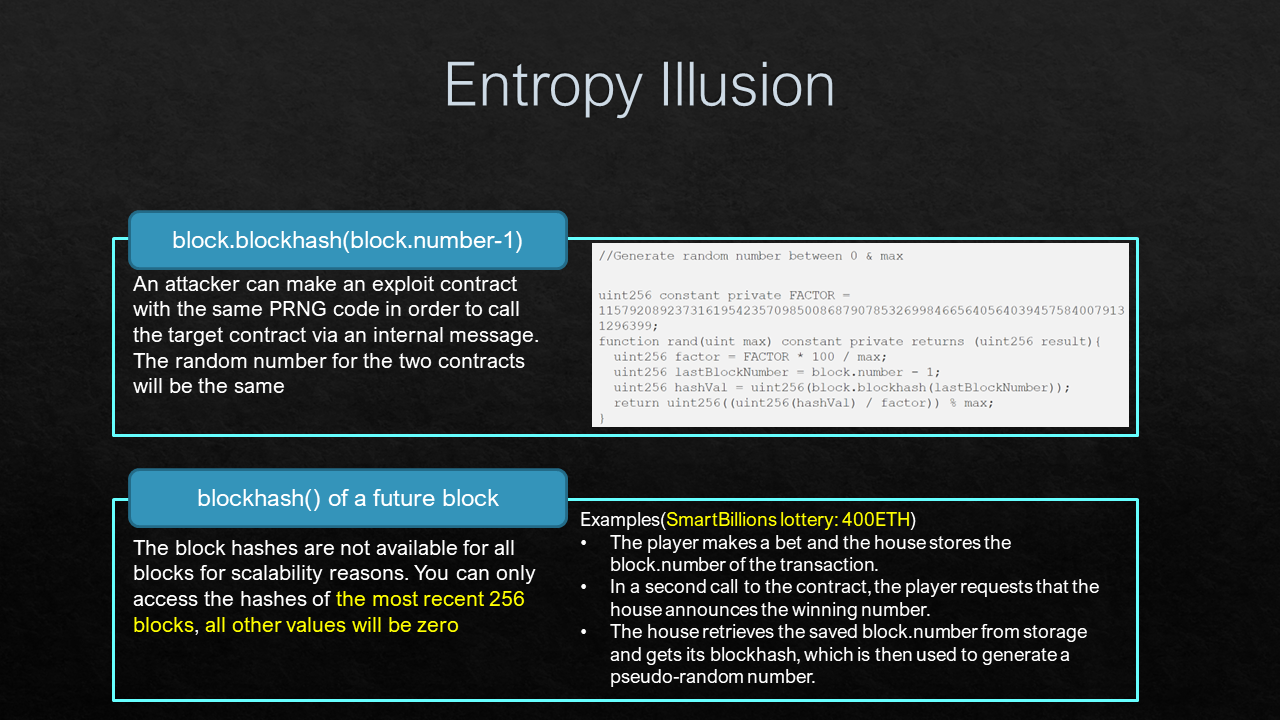 Entropy Illusion
block.blockhash(block.number-1)
An attacker can make an exploit contract
with the same PRNG code in order to call
the target contract via an internal message.
The random number for the two contracts
will be the same
//Generate random number between 0 & max
uint256 constant private FACTOR =
115792089237316195423570985008687907853269984665640564039457584007913
1296399;
function rand(uint max) constant private returns (uint256 result){
uint256 factor = FACTOR * 100 / max;
uint256 lastBlockNumber = block.number - 1;
uint256 hashVal = uint256(block.blockhash(lastBlockNumber));
return uint256((uint256(hashVal) / factor)) % max;
}
blockhash() of a future block
The block hashes are not available for all
blocks for scalability reasons. You can only
access the hashes of the most recent 256
blocks, all other values will be zero
Examples(SmartBillions lottery: 400ETH)
• The player makes a bet and the house stores the
block.number of the transaction.
• In a second call to the contract, the player requests that the
house announces the winning number.
• The house retrieves the saved block.number from storage
and gets its blockhash, which is then used to generate a
pseudo-random number.